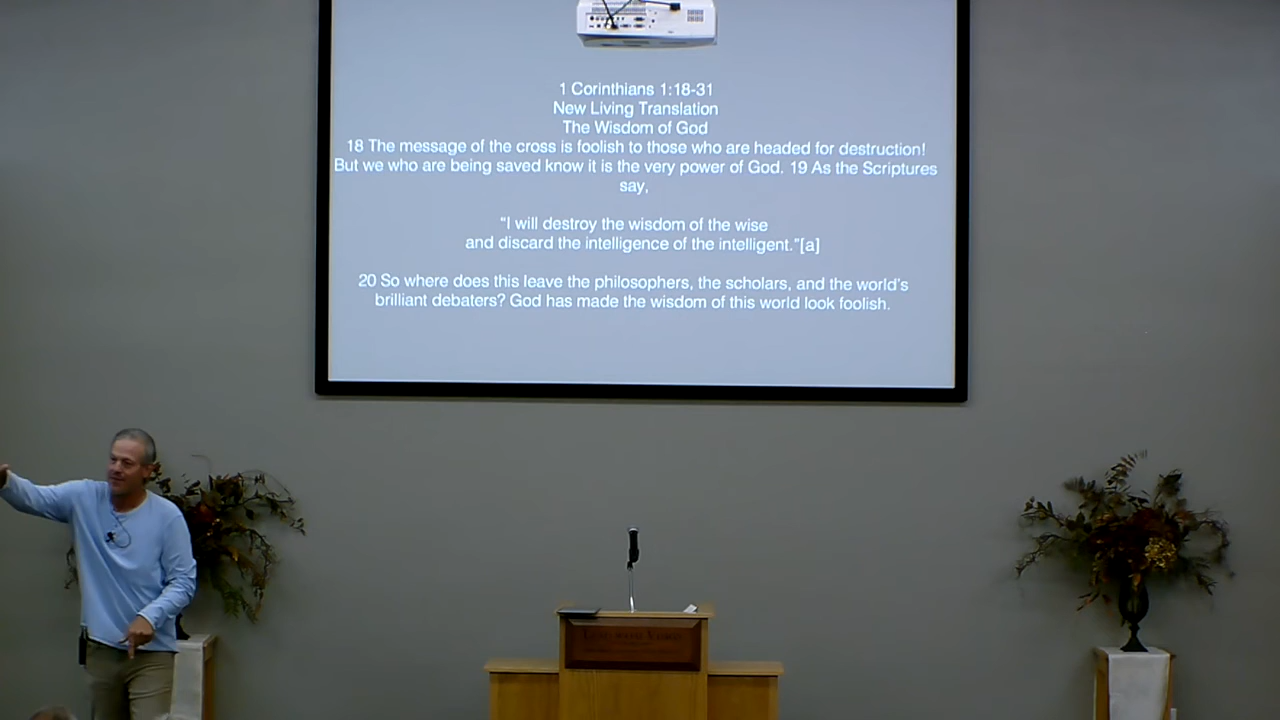 1 Corinthians 1:18-31
New Living Translation
The Wisdom of God
18 The message of the cross is foolish to those who are headed for destruction!
But we who are being saved know it is the very power of God. 19 As the Scriptures
say,
“I will destroy the wisdom of the wise
and discard the intelligence of the intelligent.”[a]
20 So where does this leave the philosophers, the scholars, and the world’s
brilliant debaters? God has made the wisdom of this world look foolish.